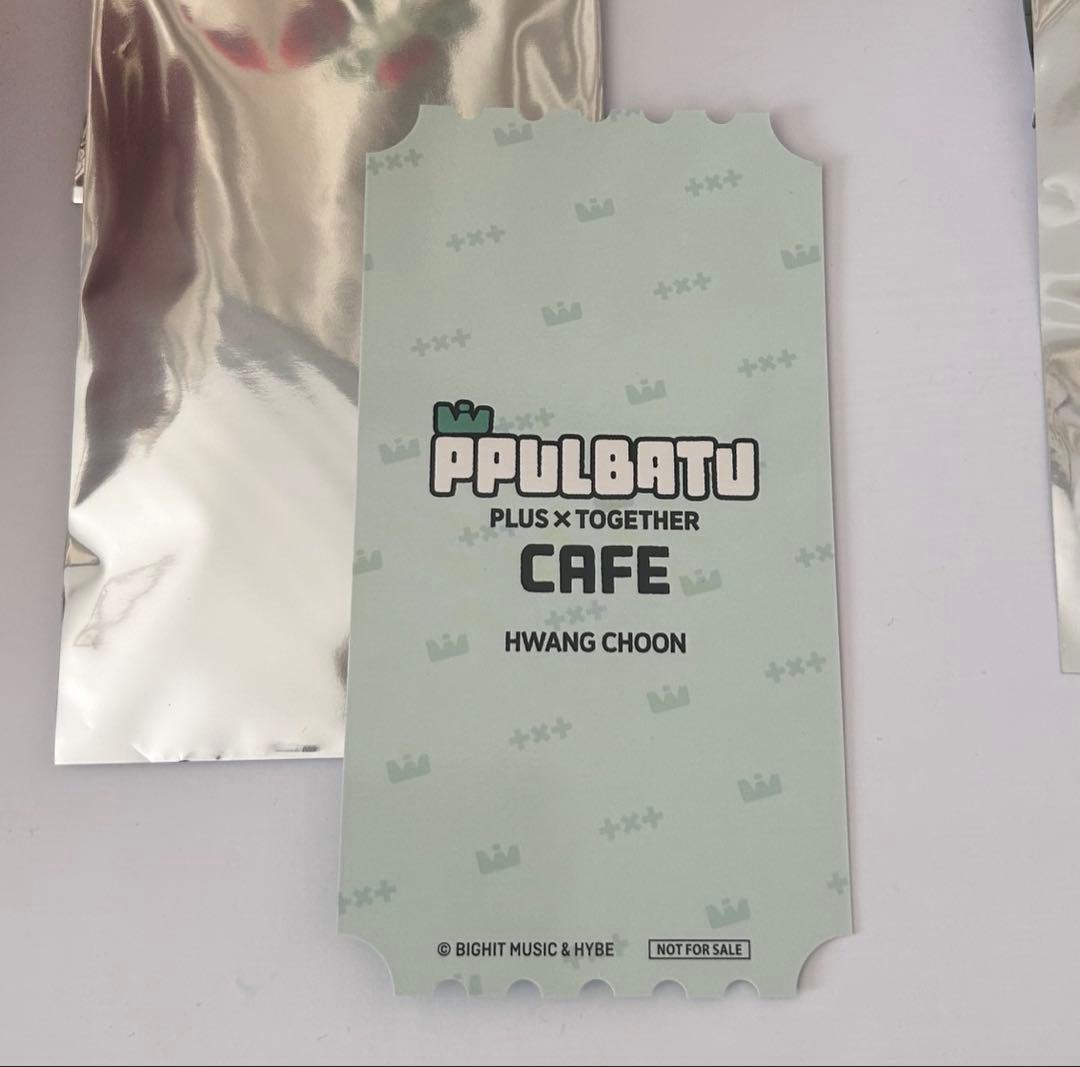 PPULBATU
PLUS × TOGETHER
CAFE
HWANG CHOON
© BIGHIT MUSIC & HYBE
NOT FOR SALE